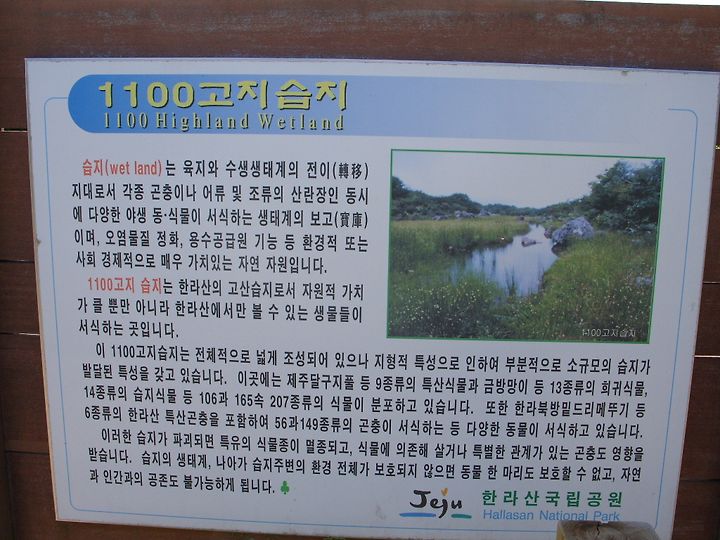 1100고지습지
1100 Highland Wetland
습지(wet land)는 육지와 수생생태계의 전이(轉移)
지대로서 각종 곤충이나 어류 및 조류의 산란장인 동시
에 다양한 야생 동·식물이 서식하는 생태계의 보고(寶庫)
이며, 오염물질 정화, 용수공급원 기능 등 환경적 또는
사회 경제적으로 매우 가치있는 자연 자원입니다.
1100고지 습지는 한라산의 고산습지로서 자원적 가치
가 클 뿐만 아니라 한라산에서만 볼 수 있는 생물들이
서식하는 곳입니다.
1100고지습지
이 1100고지습지는 전체적으로 넓게 조성되어 있으나 지형적 특성으로 인하여 부분적으로 소규모의 습지가
발달된 특성을 갖고 있습니다. 이곳에는 제주달구지풀 등 9종류의 특산식물과 금방망이 등 13종류의 희귀식물,
14종류의 습지식물 등 106과 165속 207종류의 식물이 분포하고 있습니다. 또한 한라북방밑드리메뚜기 등
6종류의 한라산 특산곤충을 포함하여 56과149종류의 곤충이 서식하는 등 다양한 동물이 서식하고 있습니다.
이러한 습지가 파괴되면 특유의 식물종이 멸종되고, 식물에 의존해 살거나 특별한 관계가 있는 곤충도 영향을
받습니다. 습지의 생태계, 나아가 습지주변의 환경 전체가 보호되지 않으면 동물 한 마리도 보호할 수 없고, 자연
과 인간과의 공존도 불가능하게 됩니다.
Jeju 한라산국립공원
Hallasan National Park